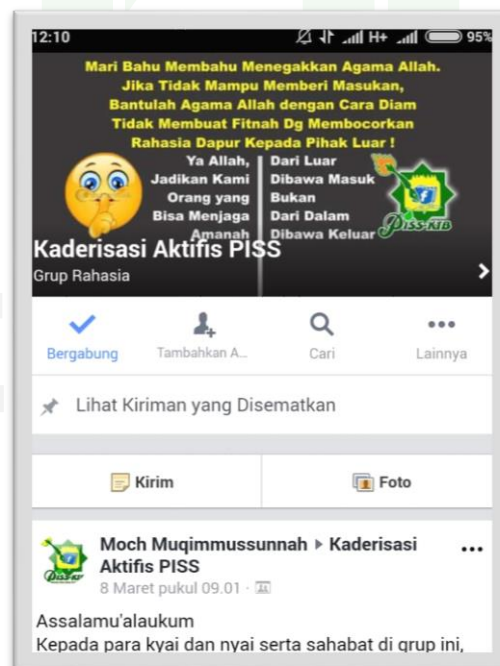 12:10 H+ 95%
Mari Bahu Membahu Menegakkan Agama Allah.
Jika Tidak Mampu Memberi Masukan,
Bantulah Agama Allah dengan Cara Diam
Tidak Membuat Fitnah Dg Membocorkan
Rahasia Dapur Kepada Pihak Luar !
Ya Allah,
Jadikan Kami
Orang yang
Bisa Menjaga
Amanah
Dari Luar
Dibawa Masuk
Bukan
Dari Dalam
Dibawa Keluar
PISS-KTB
Kaderisasi Aktifis PISS
Grup Rahasia
Bergabung
Tambahkan A...
Cari
Lainnya
Lihat Kiriman yang Disematkan
Kirim
Foto
Moch Muqimmussunnah ▸ Kaderisasi
Aktifis PISS
8 Maret pukul 09.01 ·
Assalamu'alaukum
Kepada para kyai dan nyai serta sahabat di grup ini,